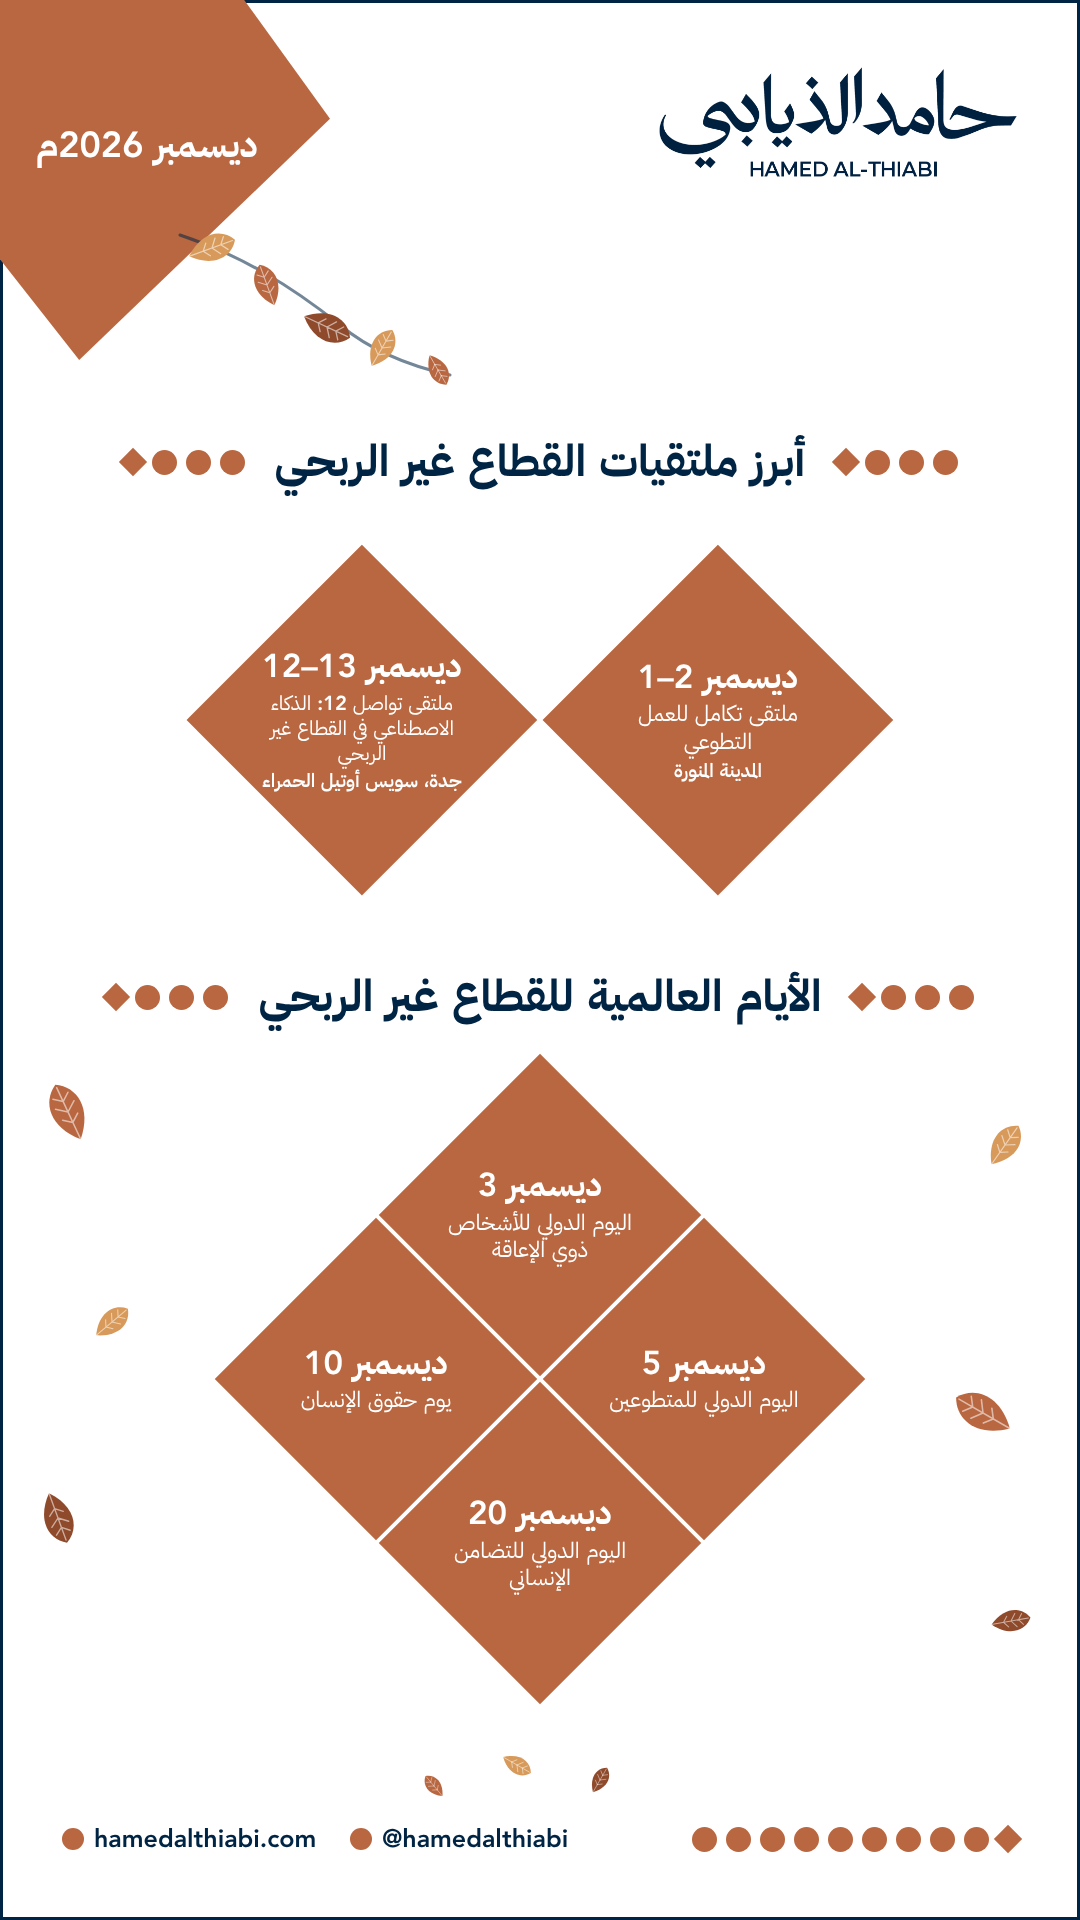 حامد الذيابي
HAMED AL-THIABI
ديسمبر 2026م
أبرز ملتقيات القطاع غير الربحي
1–2 ديسمبر
ملتقى تكامل للعمل
التطوعي
المدينة المنورة
12–13 ديسمبر
ملتقى تواصل 12: الذكاء
الاصطناعي في القطاع غير
الربحي
جدة، سويس أوتيل الحمراء
الأيام العالمية للقطاع غير الربحي
3 ديسمبر
اليوم الدولي للأشخاص
ذوي الإعاقة
5 ديسمبر
اليوم الدولي للمتطوعين
10 ديسمبر
يوم حقوق الإنسان
20 ديسمبر
اليوم الدولي للتضامن
الإنساني
hamedalthiabi.com
@hamedalthiabi